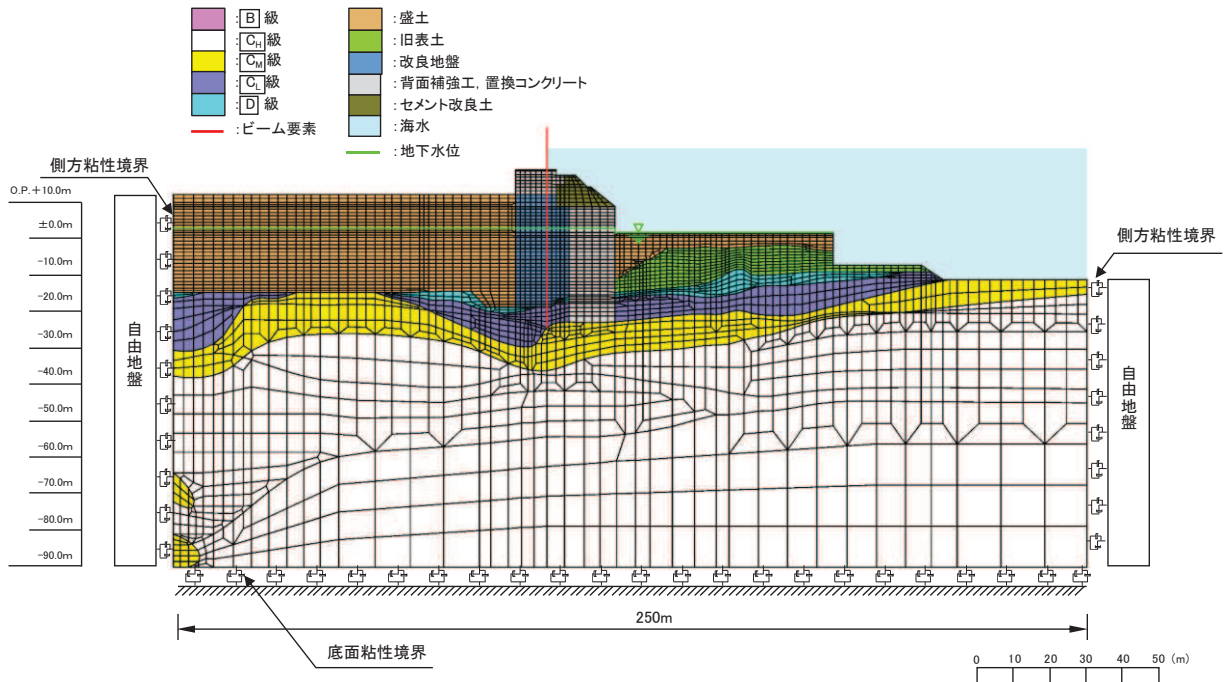 :B 級
:CH 級
:CM 級
:CL 級
:D 級
:ビーム要素
:盛土
:旧表土
:改良地盤
:背面補強工, 置換コンクリート
:セメント改良土
:海水
:地下水位
側方粘性境界
O.P.+10.0m
±0.0m
-10.0m
-20.0m
-30.0m
-40.0m
-50.0m
-60.0m
-70.0m
-80.0m
-90.0m
自由地盤
側方粘性境界
自由地盤
250m
底面粘性境界
0 10 20 30 40 50 (m)